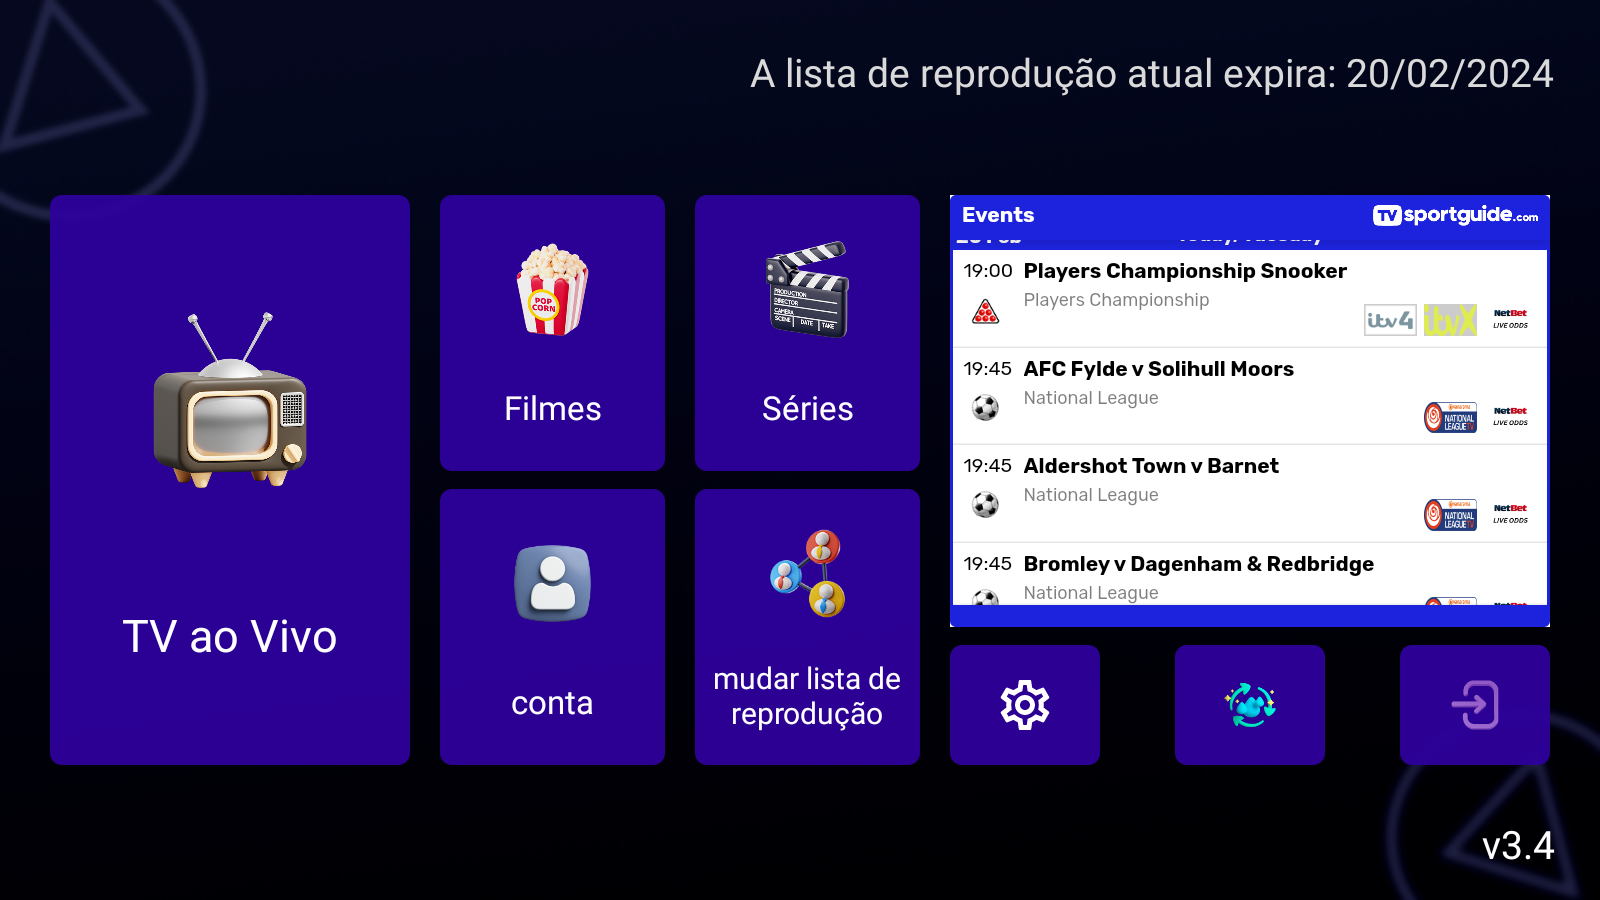 A lista de reprodução atual expira: 20/02/2024
TV ao Vivo
POP
CORN
Filmes
PRODUCTION
DIRECTOR
CAMERA
SCENE DATE TAKE
Séries
conta
mudar lista de
reprodução
Events
TV sportguide.com
19:00 Players Championship Snooker
Players Championship
itv4 itvX NetBet
LIVE ODDS
19:45 AFC Fylde v Solihull Moors
National League
NATIONAL
LEAGUE TV
NetBet
LIVE ODDS
19:45 Aldershot Town v Barnet
National League
NATIONAL
LEAGUE TV
NetBet
LIVE ODDS
19:45 Bromley v Dagenham & Redbridge
National League
v3.4